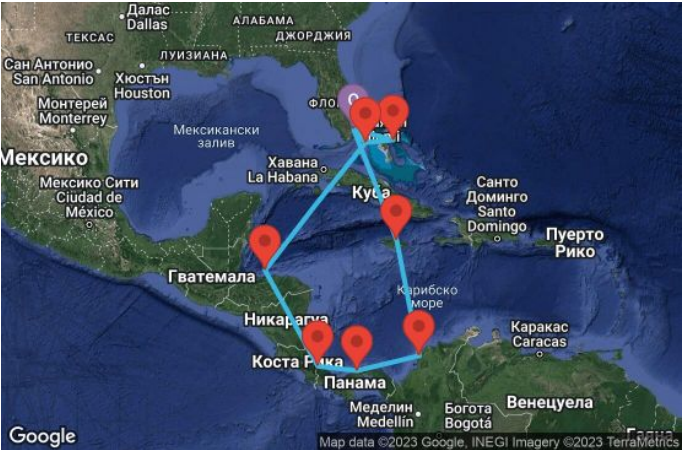 Далас
Dallas
АЛАБАМА
ТЕКСАС
ДЖОРДЖИЯ
ЛУИЗИАНА
Сан Антонио
San Antonio
Хюстън
Houston
Монтерей
Monterrey
ФЛО
Мексикански
залив
Мексико
Хавана
La Habana
Мексико Сити
Ciudad de
México
Куба
Санто
Доминго
Santo
Domingo
Пуерто
Рико
Гватемала
Карибско
море
Никарагуа
Каракас
Caracas
Коста Рика
Панама
Меделин
Medellín
Богота
Bogotá
Венецуела
Google
Map data ©2023 Google, INEGI Imagery ©2023 TerraMetrics